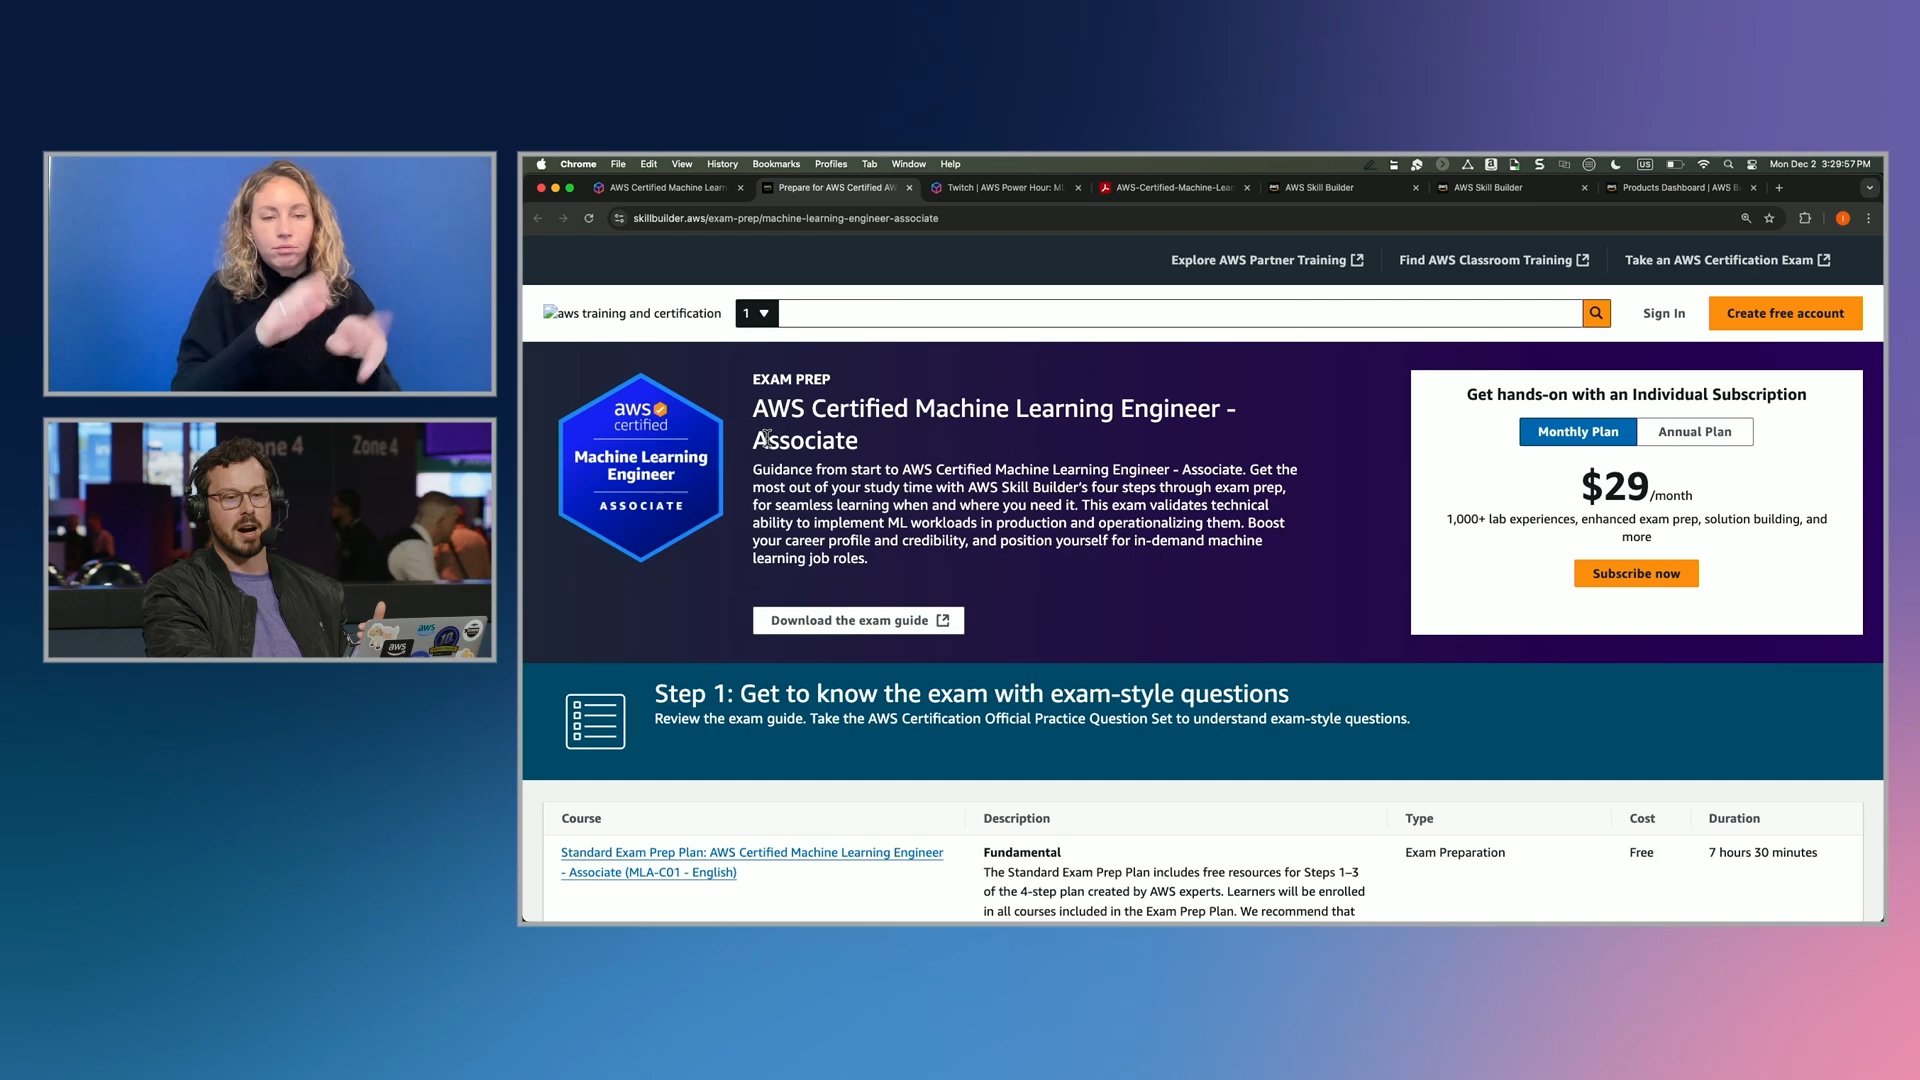 Zone 4
Zone 4
aws
aws
Chrome File Edit View History Bookmarks Profiles Tab Window Help
US
Mon Dec 2 3:29:57 PM
AWS Certified Machine Learn
Prepare for AWS Certified AW
Twitch | AWS Power Hour: ML
AWS-Certified-Machine-Lear
AWS Skill Builder
AWS Skill Builder
Products Dashboard | AWS B
skillbuilder.aws/exam-prep/machine-learning-engineer-associate
Explore AWS Partner Training
Find AWS Classroom Training
Take an AWS Certification Exam
aws training and certification
1
Sign In
Create free account
aws
certified
Machine Learning
Engineer
ASSOCIATE
EXAM PREP
AWS Certified Machine Learning Engineer -
Associate
Guidance from start to AWS Certified Machine Learning Engineer - Associate. Get the
most out of your study time with AWS Skill Builder's four steps through exam prep,
for seamless learning when and where you need it. This exam validates technical
ability to implement ML workloads in production and operationalizing them. Boost
your career profile and credibility, and position yourself for in-demand machine
learning job roles.
Download the exam guide
Get hands-on with an Individual Subscription
Monthly Plan
Annual Plan
$29/month
1,000+ lab experiences, enhanced exam prep, solution building, and
more
Subscribe now
Step 1: Get to know the exam with exam-style questions
Review the exam guide. Take the AWS Certification Official Practice Question Set to understand exam-style questions.
Course
Description
Type
Cost
Duration
Standard Exam Prep Plan: AWS Certified Machine Learning Engineer
- Associate (MLA-C01 - English)
Fundamental
The Standard Exam Prep Plan includes free resources for Steps 1–3
of the 4-step plan created by AWS experts. Learners will be enrolled
in all courses included in the Exam Prep Plan. We recommend that
Exam Preparation
Free
7 hours 30 minutes